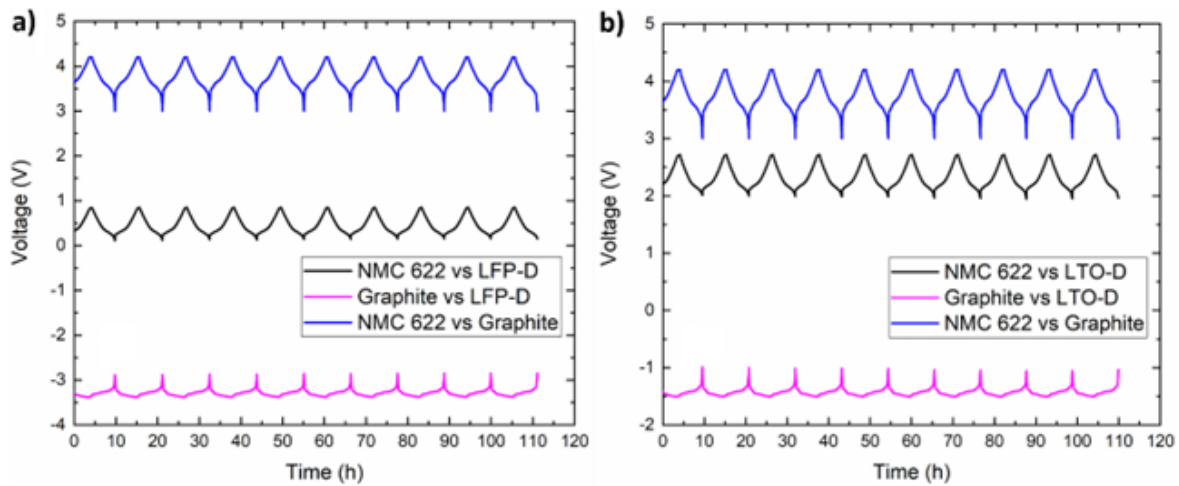 a)
5
4
3
2
1
0
-1
-2
-3
-4
Voltage (V)
NMC 622 vs LFP-D
Graphite vs LFP-D
NMC 622 vs Graphite
0 10 20 30 40 50 60 70 80 90 100 110 120
Time (h)
b)
5
4
3
2
1
0
-1
-2
Voltage (V)
NMC 622 vs LTO-D
Graphite vs LTO-D
NMC 622 vs Graphite
0 10 20 30 40 50 60 70 80 90 100 110 120
Time (h)